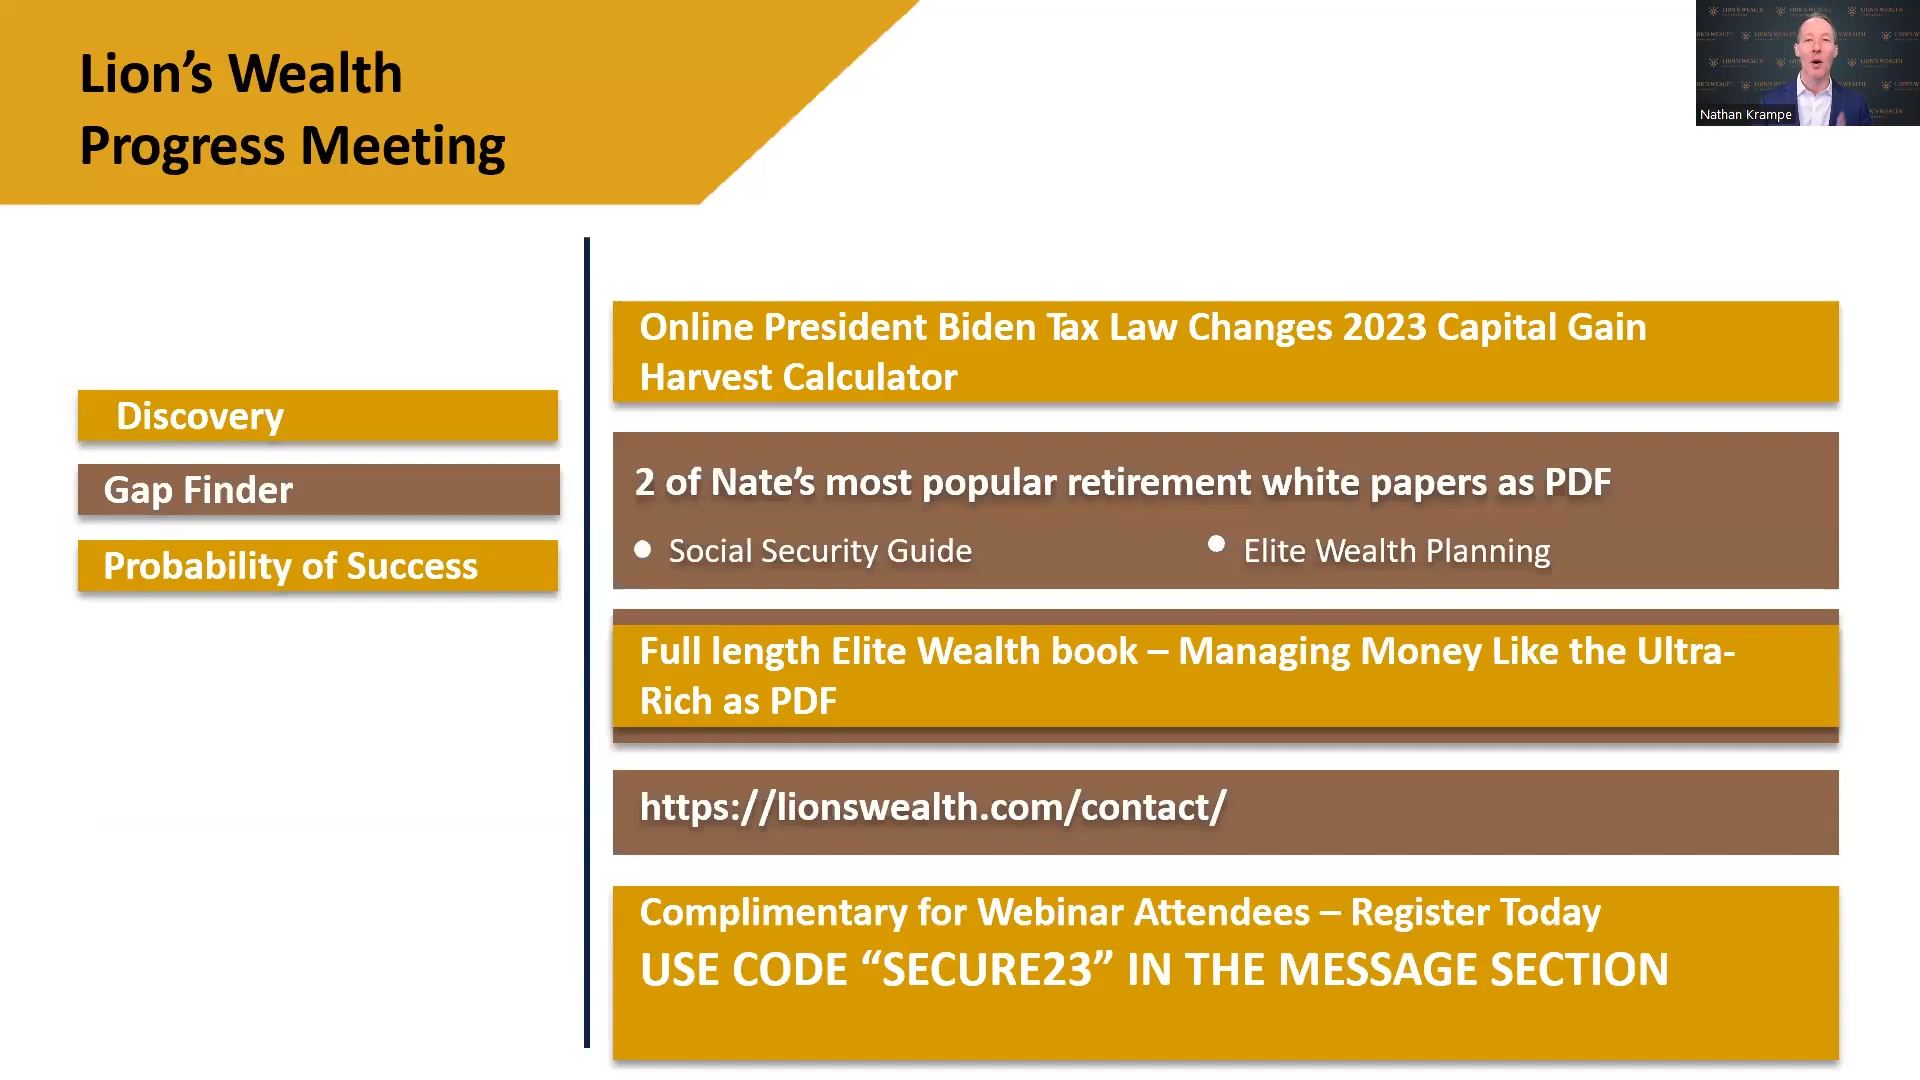 Lion’s Wealth
Progress Meeting
Nathan Krampe
Discovery
Gap Finder
Probability of Success
Online President Biden Tax Law Changes 2023 Capital Gain
Harvest Calculator
2 of Nate’s most popular retirement white papers as PDF
• Social Security Guide
• Elite Wealth Planning
Full length Elite Wealth book – Managing Money Like the Ultra-
Rich as PDF
https://lionswealth.com/contact/
Complimentary for Webinar Attendees – Register Today
USE CODE “SECURE23” IN THE MESSAGE SECTION